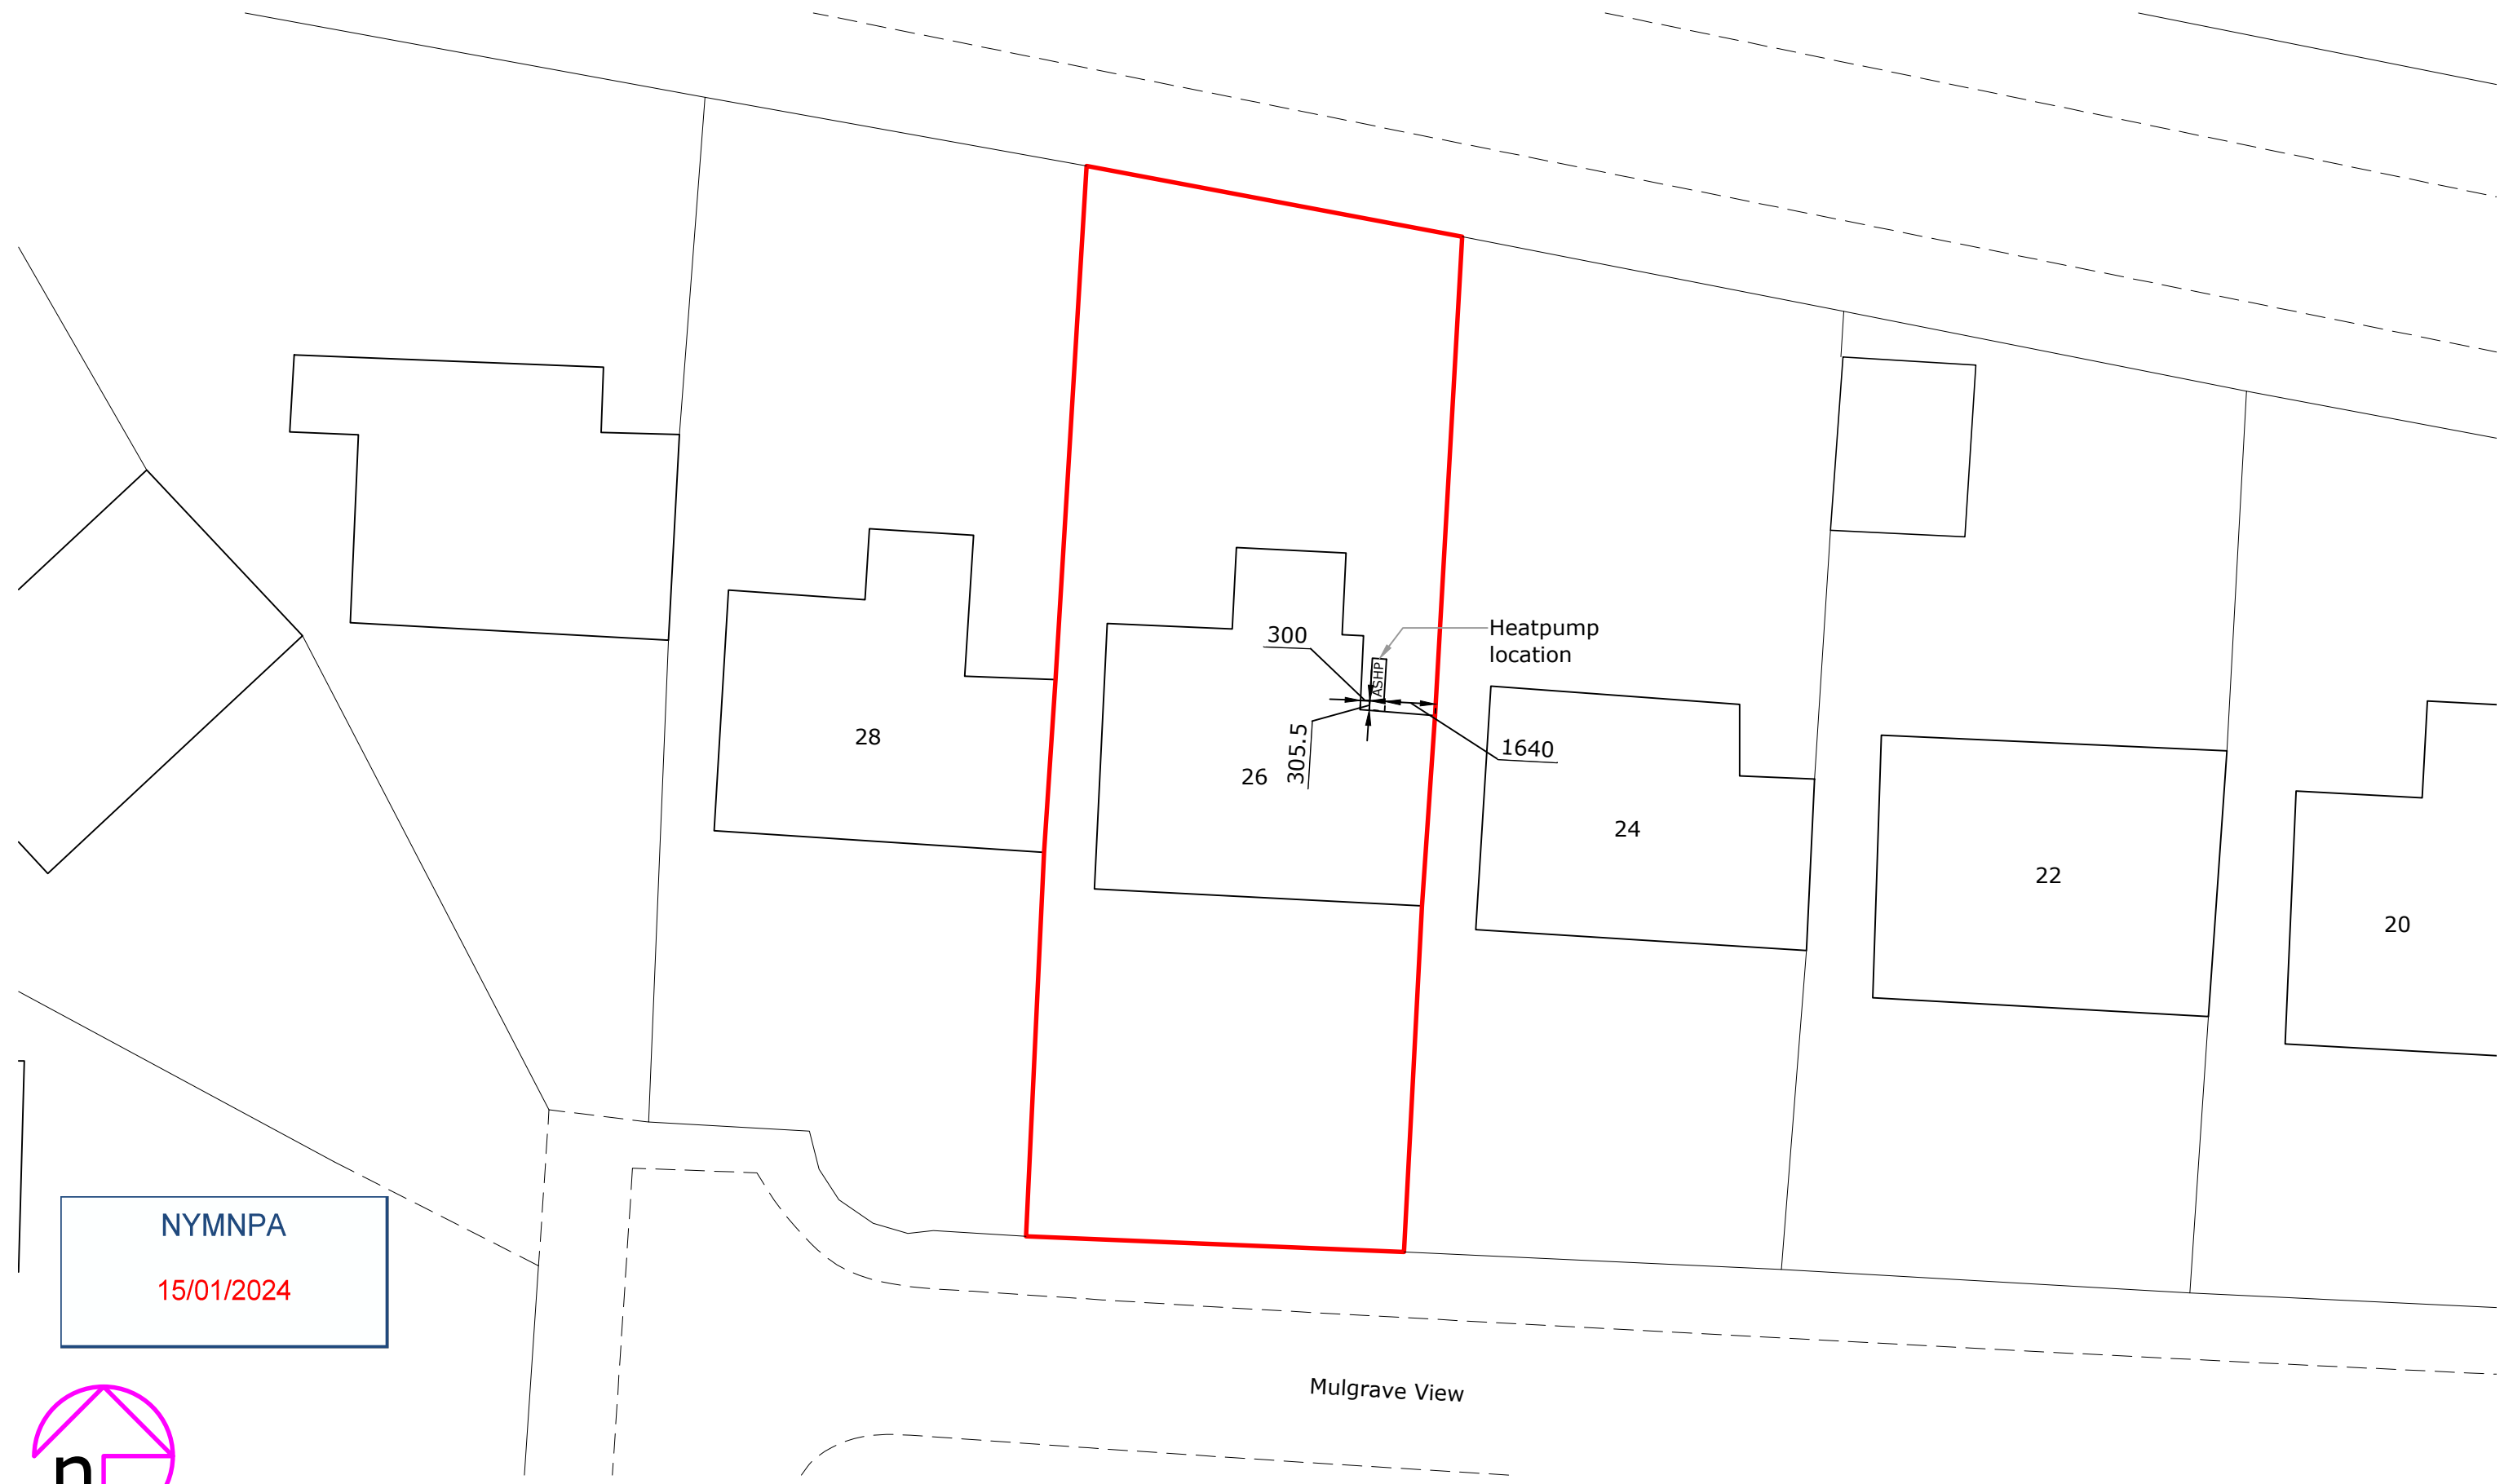 300
Heatpump
location
ASHP
305.5
1640
28
26
24
22
20
NYMNPA
15/01/2024
Mulgrave View
n